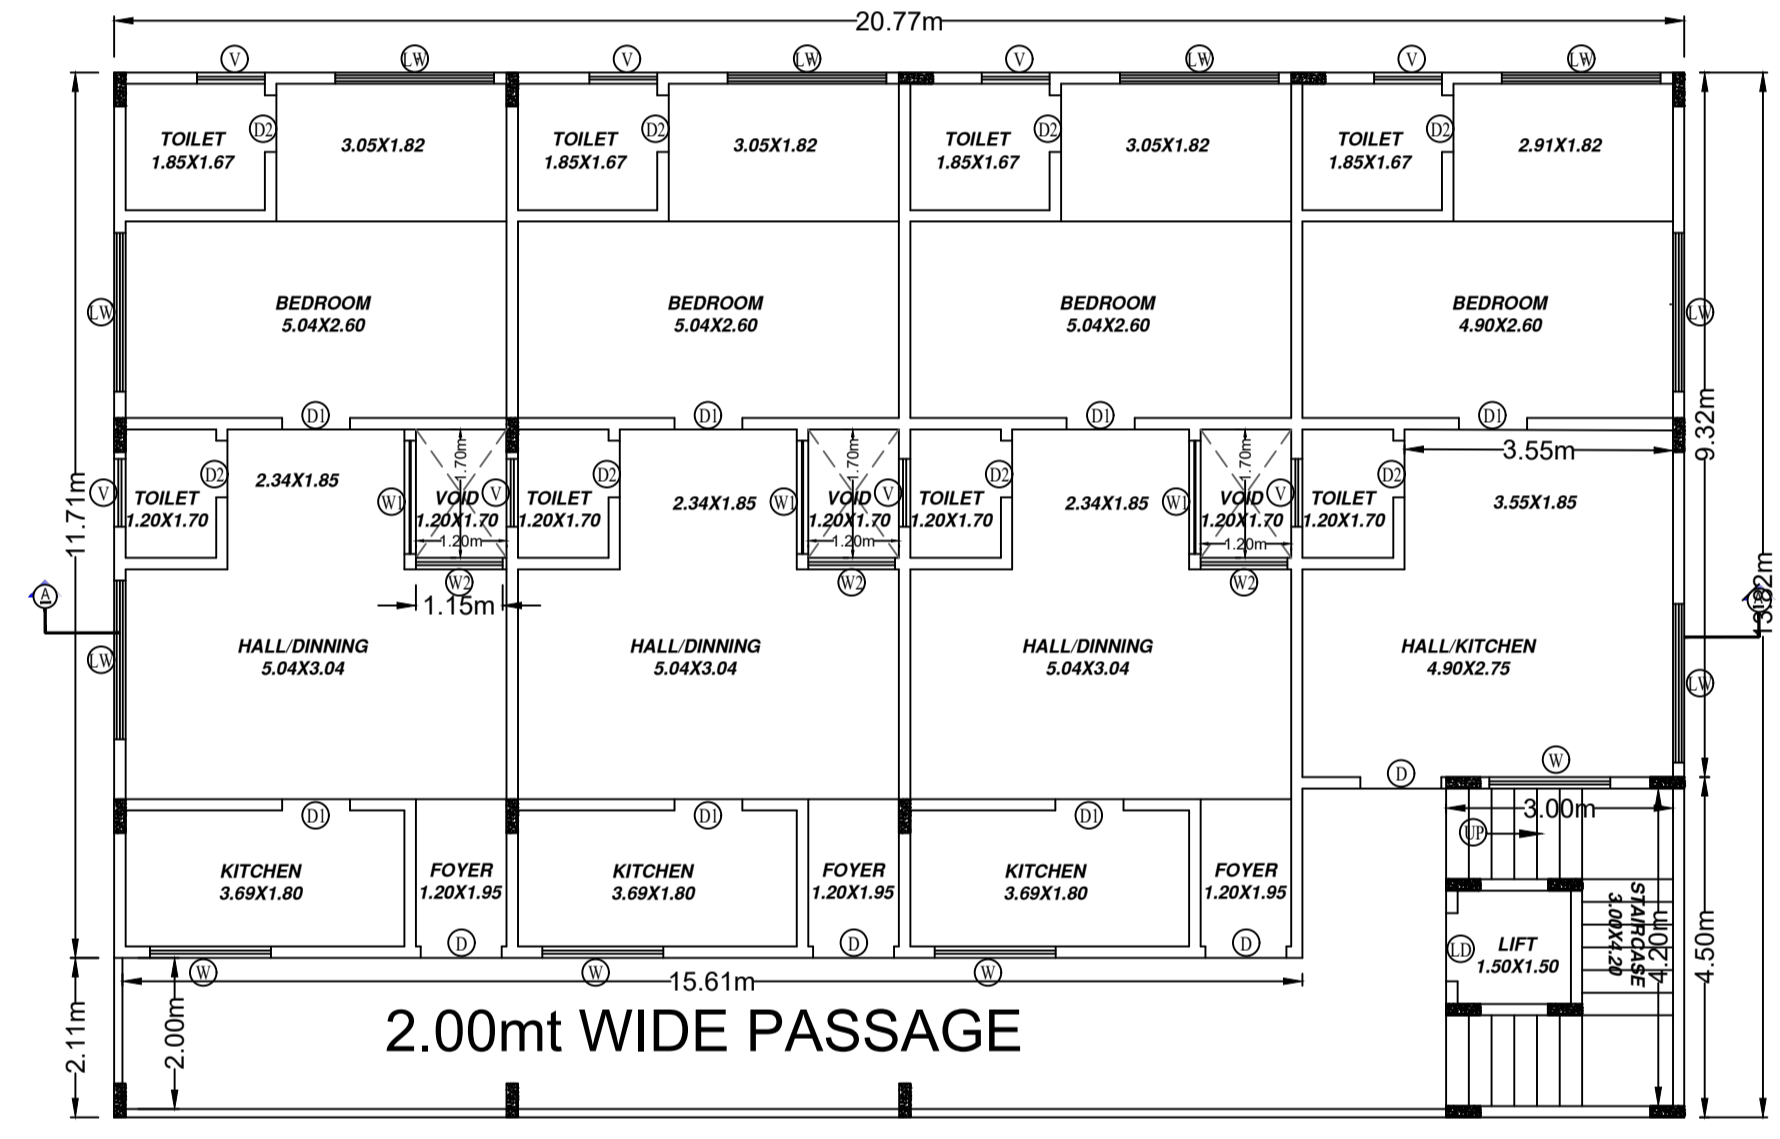 20.77m
V
LW
V
LW
V
LW
V
LW
TOILET
1.85X1.67
D2
3.05X1.82
TOILET
1.85X1.67
D2
3.05X1.82
TOILET
1.85X1.67
D2
3.05X1.82
TOILET
1.85X1.67
D2
2.91X1.82
BEDROOM
5.04X2.60
BEDROOM
5.04X2.60
BEDROOM
5.04X2.60
BEDROOM
4.90X2.60
LW
LW
D1
D1
D1
D1
9.32m
11.71m
V
TOILET
1.20X1.70
D2
2.34X1.85
W1
1.70m
VOID
1.20X1.70
1.20m
V
TOILET
1.20X1.70
D2
2.34X1.85
W1
1.70m
VOID
1.20X1.70
1.20m
V
TOILET
1.20X1.70
D2
2.34X1.85
W1
1.70m
VOID
1.20X1.70
1.20m
V
TOILET
1.20X1.70
D2
3.55m
3.55X1.85
W2
W2
W2
1.15m
A
13.82m
HALL/DINNING
5.04X3.04
HALL/DINNING
5.04X3.04
HALL/DINNING
5.04X3.04
HALL/KITCHEN
4.90X2.75
LW
LW
D
W
D1
D1
D1
3.00m
UP
KITCHEN
3.69X1.80
FOYER
1.20X1.95
KITCHEN
3.69X1.80
FOYER
1.20X1.95
KITCHEN
3.69X1.80
FOYER
1.20X1.95
D
D
D
LD
LIFT
1.50X1.50
STAIRCASE
3.00X4.20
4.20m
4.50m
W
W
W
15.61m
2.11m
2.00m
2.00mt WIDE PASSAGE